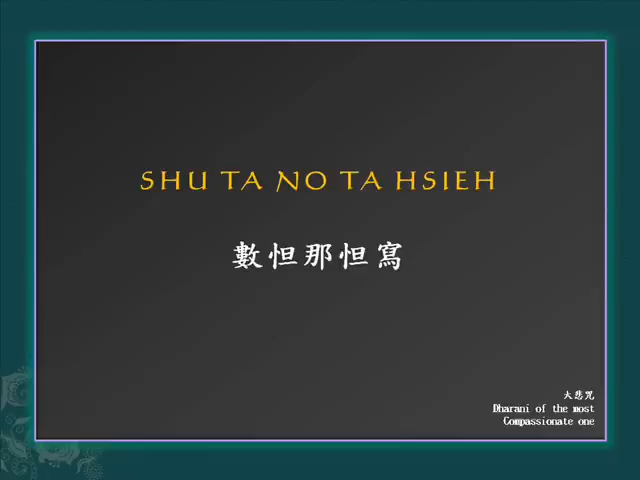 SHU TA NO TA HSIEH
數怛那怛寫
大悲咒
Dharani of the most
Compassionate one